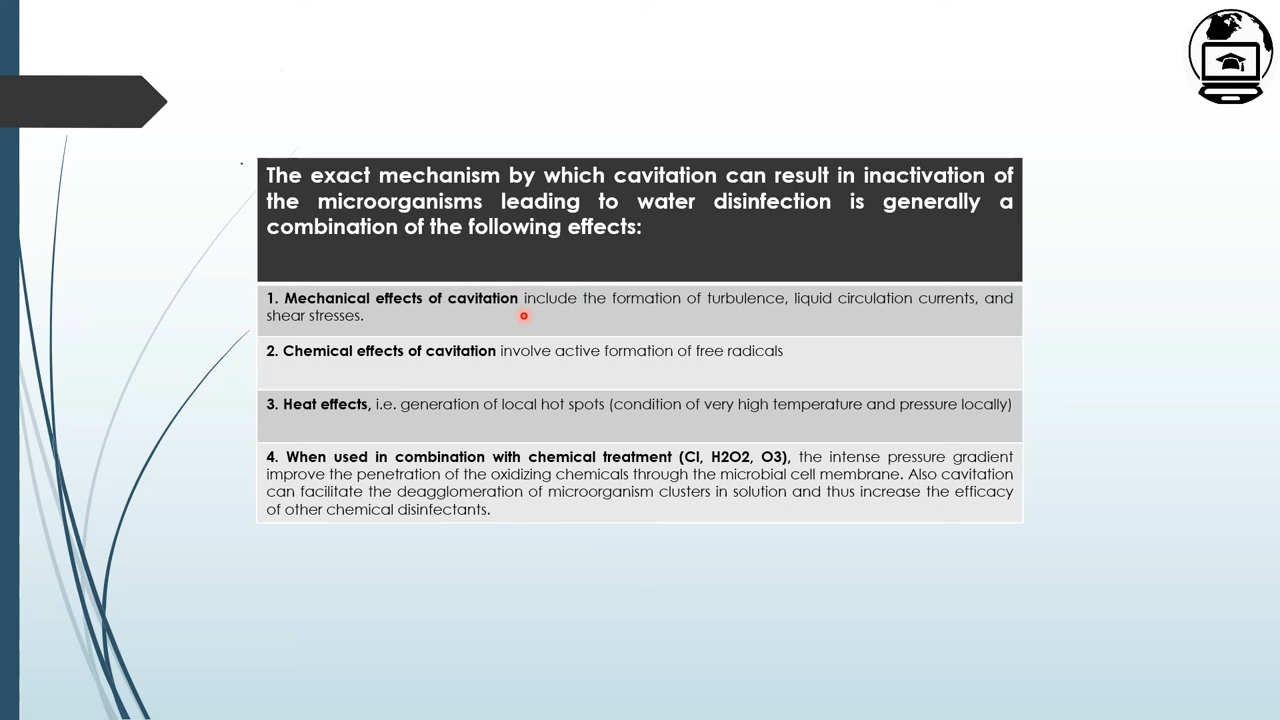 The exact mechanism by which cavitation can result in inactivation of
the microorganisms leading to water disinfection is generally a
combination of the following effects:
1. Mechanical effects of cavitation include the formation of turbulence, liquid circulation currents, and
shear stresses.
2. Chemical effects of cavitation involve active formation of free radicals
3. Heat effects, i.e. generation of local hot spots (condition of very high temperature and pressure locally)
4. When used in combination with chemical treatment (Cl, H2O2, O3), the intense pressure gradient
improve the penetration of the oxidizing chemicals through the microbial cell membrane. Also cavitation
can facilitate the deagglomeration of microorganism clusters in solution and thus increase the efficacy
of other chemical disinfectants.